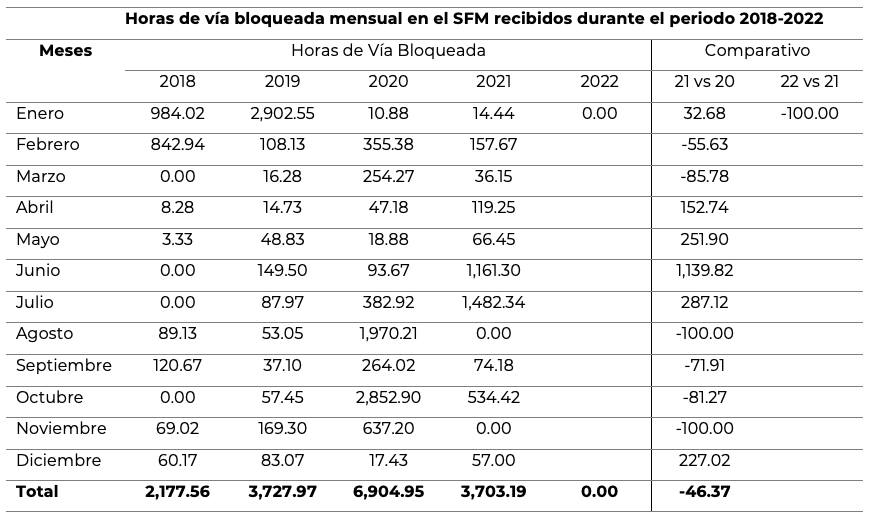 Horas de vía bloqueada mensual en el SFM recibidos durante el periodo 2018-2022
Meses Horas de Vía Bloqueada Comparativo
2018 2019 2020 2021 2022 21 vs 20 22 vs 21
Enero 984.02 2,902.55 10.88 14.44 0.00 32.68 -100.00
Febrero 842.94 108.13 355.38 157.67 -55.63
Marzo 0.00 16.28 254.27 36.15 -85.78
Abril 8.28 14.73 47.18 119.25 152.74
Mayo 3.33 48.83 18.88 66.45 251.90
Junio 0.00 149.50 93.67 1,161.30 1,139.82
Julio 0.00 87.97 382.92 1,482.34 287.12
Agosto 89.13 53.05 1,970.21 0.00 -100.00
Septiembre 120.67 37.10 264.02 74.18 -71.91
Octubre 0.00 57.45 2,852.90 534.42 -81.27
Noviembre 69.02 169.30 637.20 0.00 -100.00
Diciembre 60.17 83.07 17.43 57.00 227.02
Total 2,177.56 3,727.97 6,904.95 3,703.19 0.00 -46.37